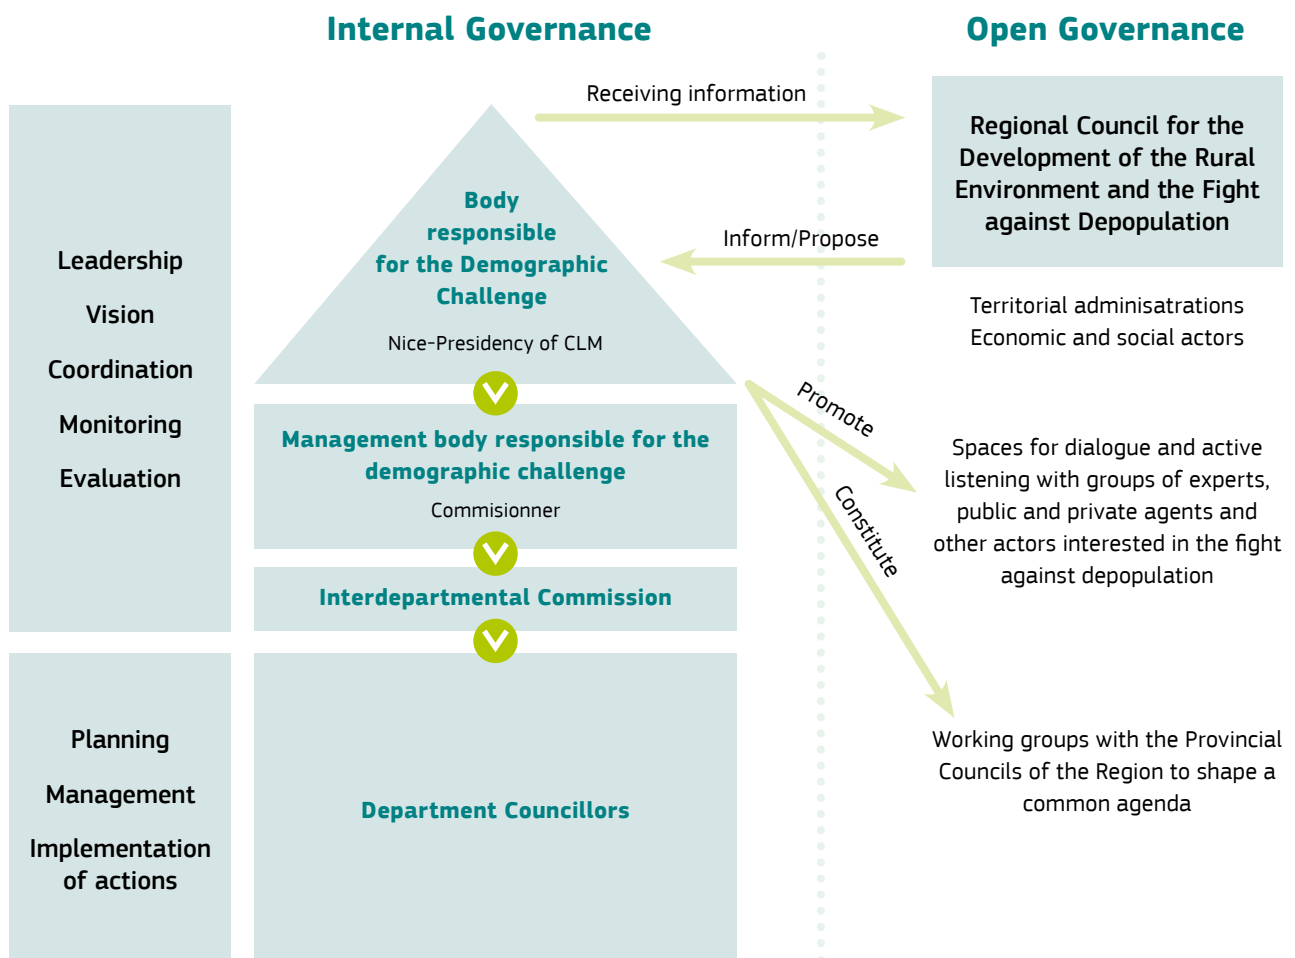 Internal Governance
Open Governance
Leadership
Vision
Coordination
Monitoring
Evaluation
Planning
Management
Implementation
of actions
Body
responsible
for the Demographic
Challenge
Nice-Presidency of CLM
Management body responsible for the
demographic challenge
Commisionner
Interdepartmental Commission
Department Councillors
Receiving information
Inform/Propose
Promote
Constitute
Regional Council for the
Development of the Rural
Environment and the Fight
against Depopulation
Territorial adminisatrations
Economic and social actors
Spaces for dialogue and active
listening with groups of experts,
public and private agents and
other actors interested in the fight
against depopulation
Working groups with the Provincial
Councils of the Region to shape a
common agenda